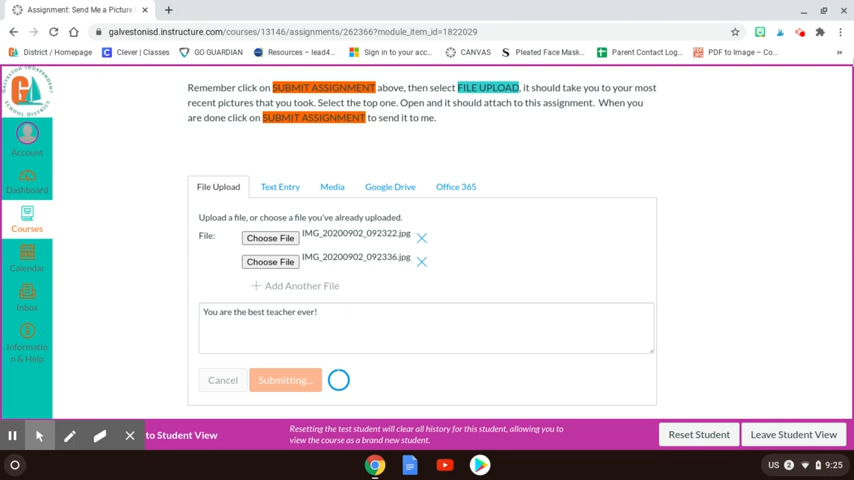 Assignment: Send Me a Picture
galvestonisd.instructure.com/courses/13146/assignments/262366?module_item_id=1822029
District / Homepage
Clever | Classes
GO GUARDIAN
Resources – lead4...
Sign in to your acc...
CANVAS
Pleated Face Mask...
Parent Contact Log...
PDF to Image – Co...
»
GALVESTON INDEPENDENT SCHOOL DISTRICT
Account
Dashboard
Courses
Calendar
Inbox
Informatio
n & Help
Remember click on SUBMIT ASSIGNMENT above, then select FILE UPLOAD, it should take you to your most
recent pictures that you took. Select the top one. Open and it should attach to this assignment. When you
are done click on SUBMIT ASSIGNMENT to send it to me.
File Upload
Text Entry
Media
Google Drive
Office 365
Upload a file, or choose a file you've already uploaded.
File: Choose File IMG_20200902_092322.jpg
Choose File IMG_20200902_092336.jpg
+ Add Another File
You are the best teacher ever!
Cancel
Submitting...
to Student View
Resetting the test student will clear all history for this student, allowing you to
view the course as a brand new student.
Reset Student
Leave Student View
US 2 9:25